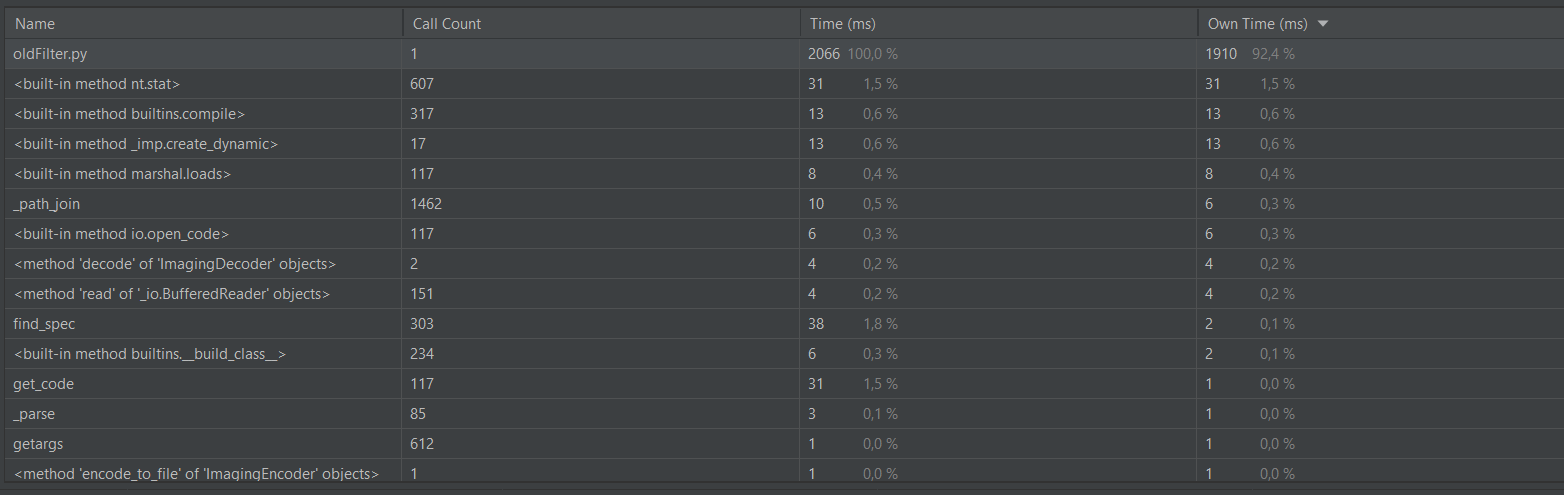 Name Call Count Time (ms) Own Time (ms)
oldFilter.py 1 2066 100,0 % 1910 92,4 %
<built-in method nt.stat> 607 31 1,5 % 31 1,5 %
<built-in method builtins.compile> 317 13 0,6 % 13 0,6 %
<built-in method _imp.create_dynamic> 17 13 0,6 % 13 0,6 %
<built-in method marshal.loads> 117 8 0,4 % 8 0,4 %
_path_join 1462 10 0,5 % 6 0,3 %
<built-in method io.open_code> 117 6 0,3 % 6 0,3 %
<method 'decode' of 'ImagingDecoder' objects> 2 4 0,2 % 4 0,2 %
<method 'read' of '_io.BufferedReader' objects> 151 4 0,2 % 4 0,2 %
find_spec 303 38 1,8 % 2 0,1 %
<built-in method builtins.__build_class__> 234 6 0,3 % 2 0,1 %
get_code 117 31 1,5 % 1 0,0 %
_parse 85 3 0,1 % 1 0,0 %
getargs 612 1 0,0 % 1 0,0 %
<method 'encode_to_file' of 'ImagingEncoder' objects> 1 1 0,0 % 1 0,0 %